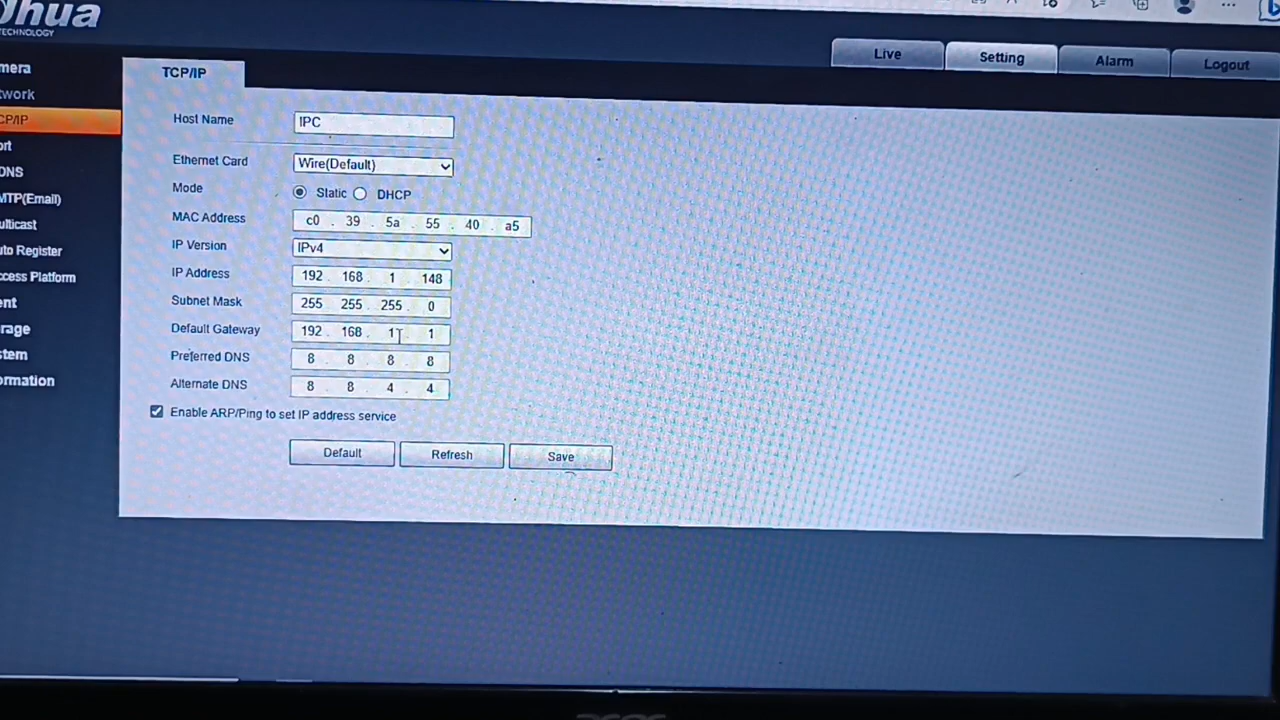 hua
TECHNOLOGY
Live
Setting
Alarm
Logout
mera
twork
CP/IP
ort
DNS
MTP(Email)
ulticast
uto Register
ccess Platform
ent
rage
stem
ormation
TCP/IP
Host Name IPC
Ethernet Card Wire(Default)
Mode Static DHCP
MAC Address c0 . 39 . 5a . 55 . 40 . a5
IP Version IPv4
IP Address 192 . 168 . 1 . 148
Subnet Mask 255 . 255 . 255 . 0
Default Gateway 192 . 168 . 1 . 1
Preferred DNS 8 . 8 . 8 . 8
Alternate DNS 8 . 8 . 4 . 4
Enable ARP/Ping to set IP address service
Default Refresh Save